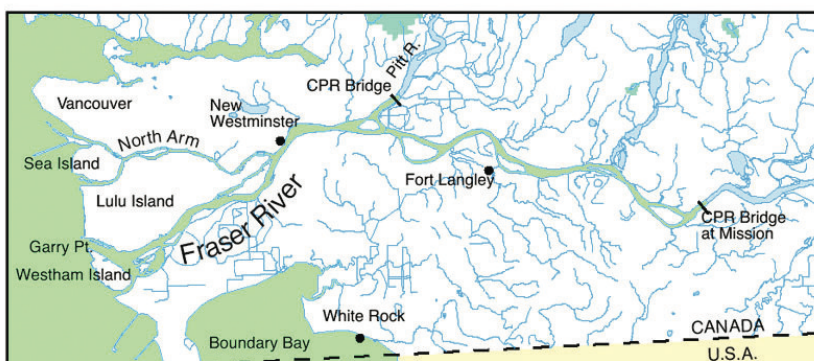 Pitt R.
CPR Bridge
Vancouver
New
Westminster
North Arm
Sea Island
Fort Langley
Lulu Island
CPR Bridge
at Mission
Fraser River
Garry Pt.
Westham Island
White Rock
Boundary Bay
CANADA
U.S.A.